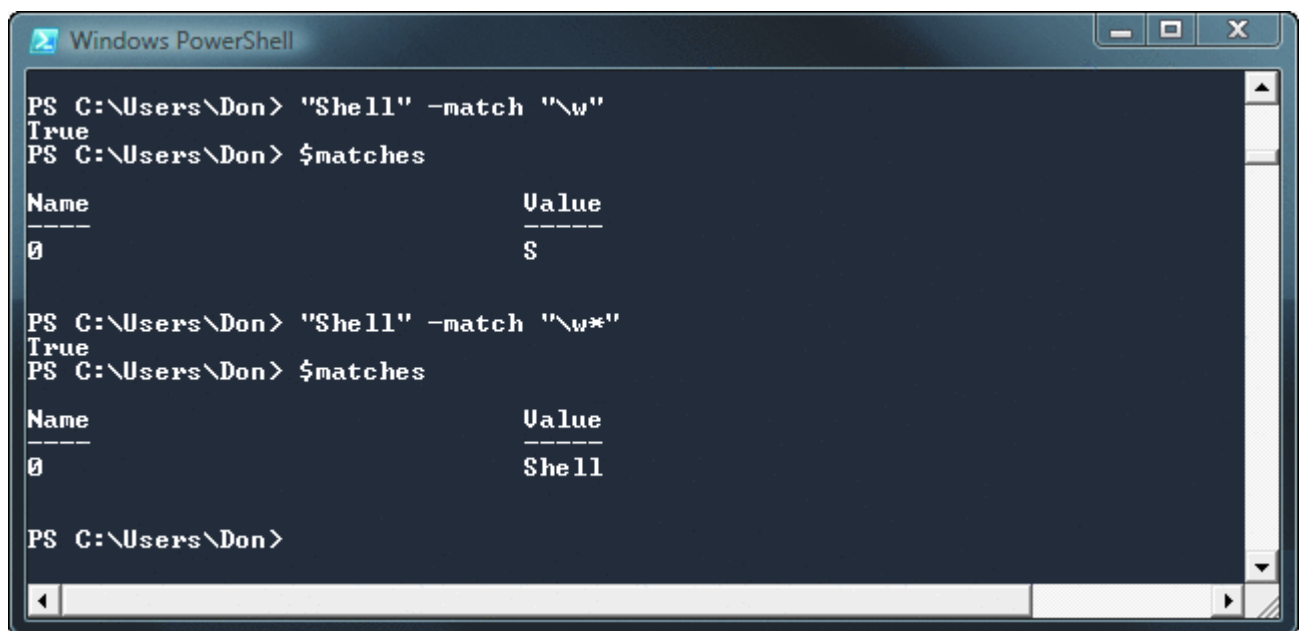 Windows PowerShell
PS C:\Users\Don> "Shell" -match "\w"
True
PS C:\Users\Don> $matches
Name Value
---- -----
0 S
PS C:\Users\Don> "Shell" -match "\w*"
True
PS C:\Users\Don> $matches
Name Value
---- -----
0 Shell
PS C:\Users\Don>